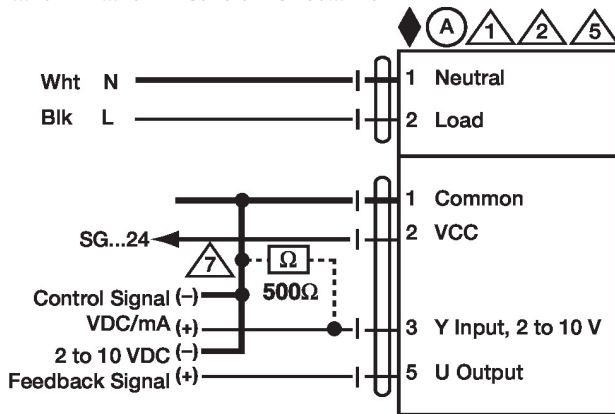 A 1 2 5
Wht N 1 Neutral
Blk L 2 Load
1 Common
SG...24 2 VCC
7 Ω
500Ω
Control Signal (-)
VDC/mA (+) 3 Y Input, 2 to 10 V
2 to 10 VDC (-)
Feedback Signal (+) 5 U Output